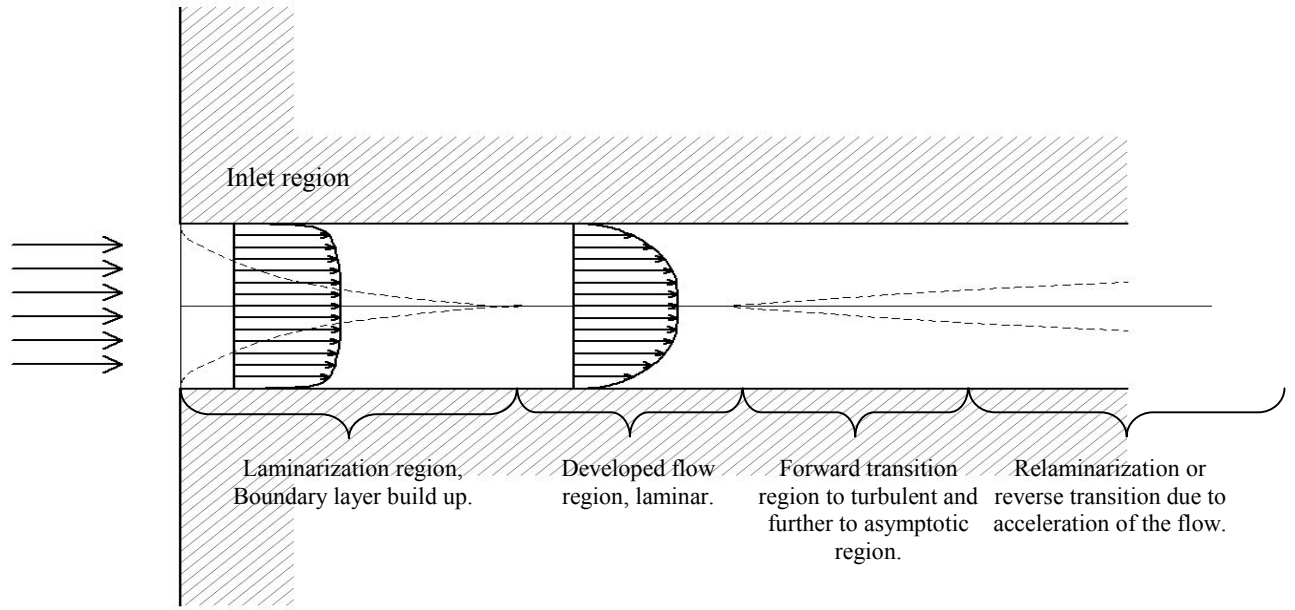 Inlet region
Laminarization region,
Boundary layer build up.
Developed flow
region, laminar.
Forward transition
region to turbulent and
further to asymptotic
region.
Relaminarization or
reverse transition due to
acceleration of the flow.